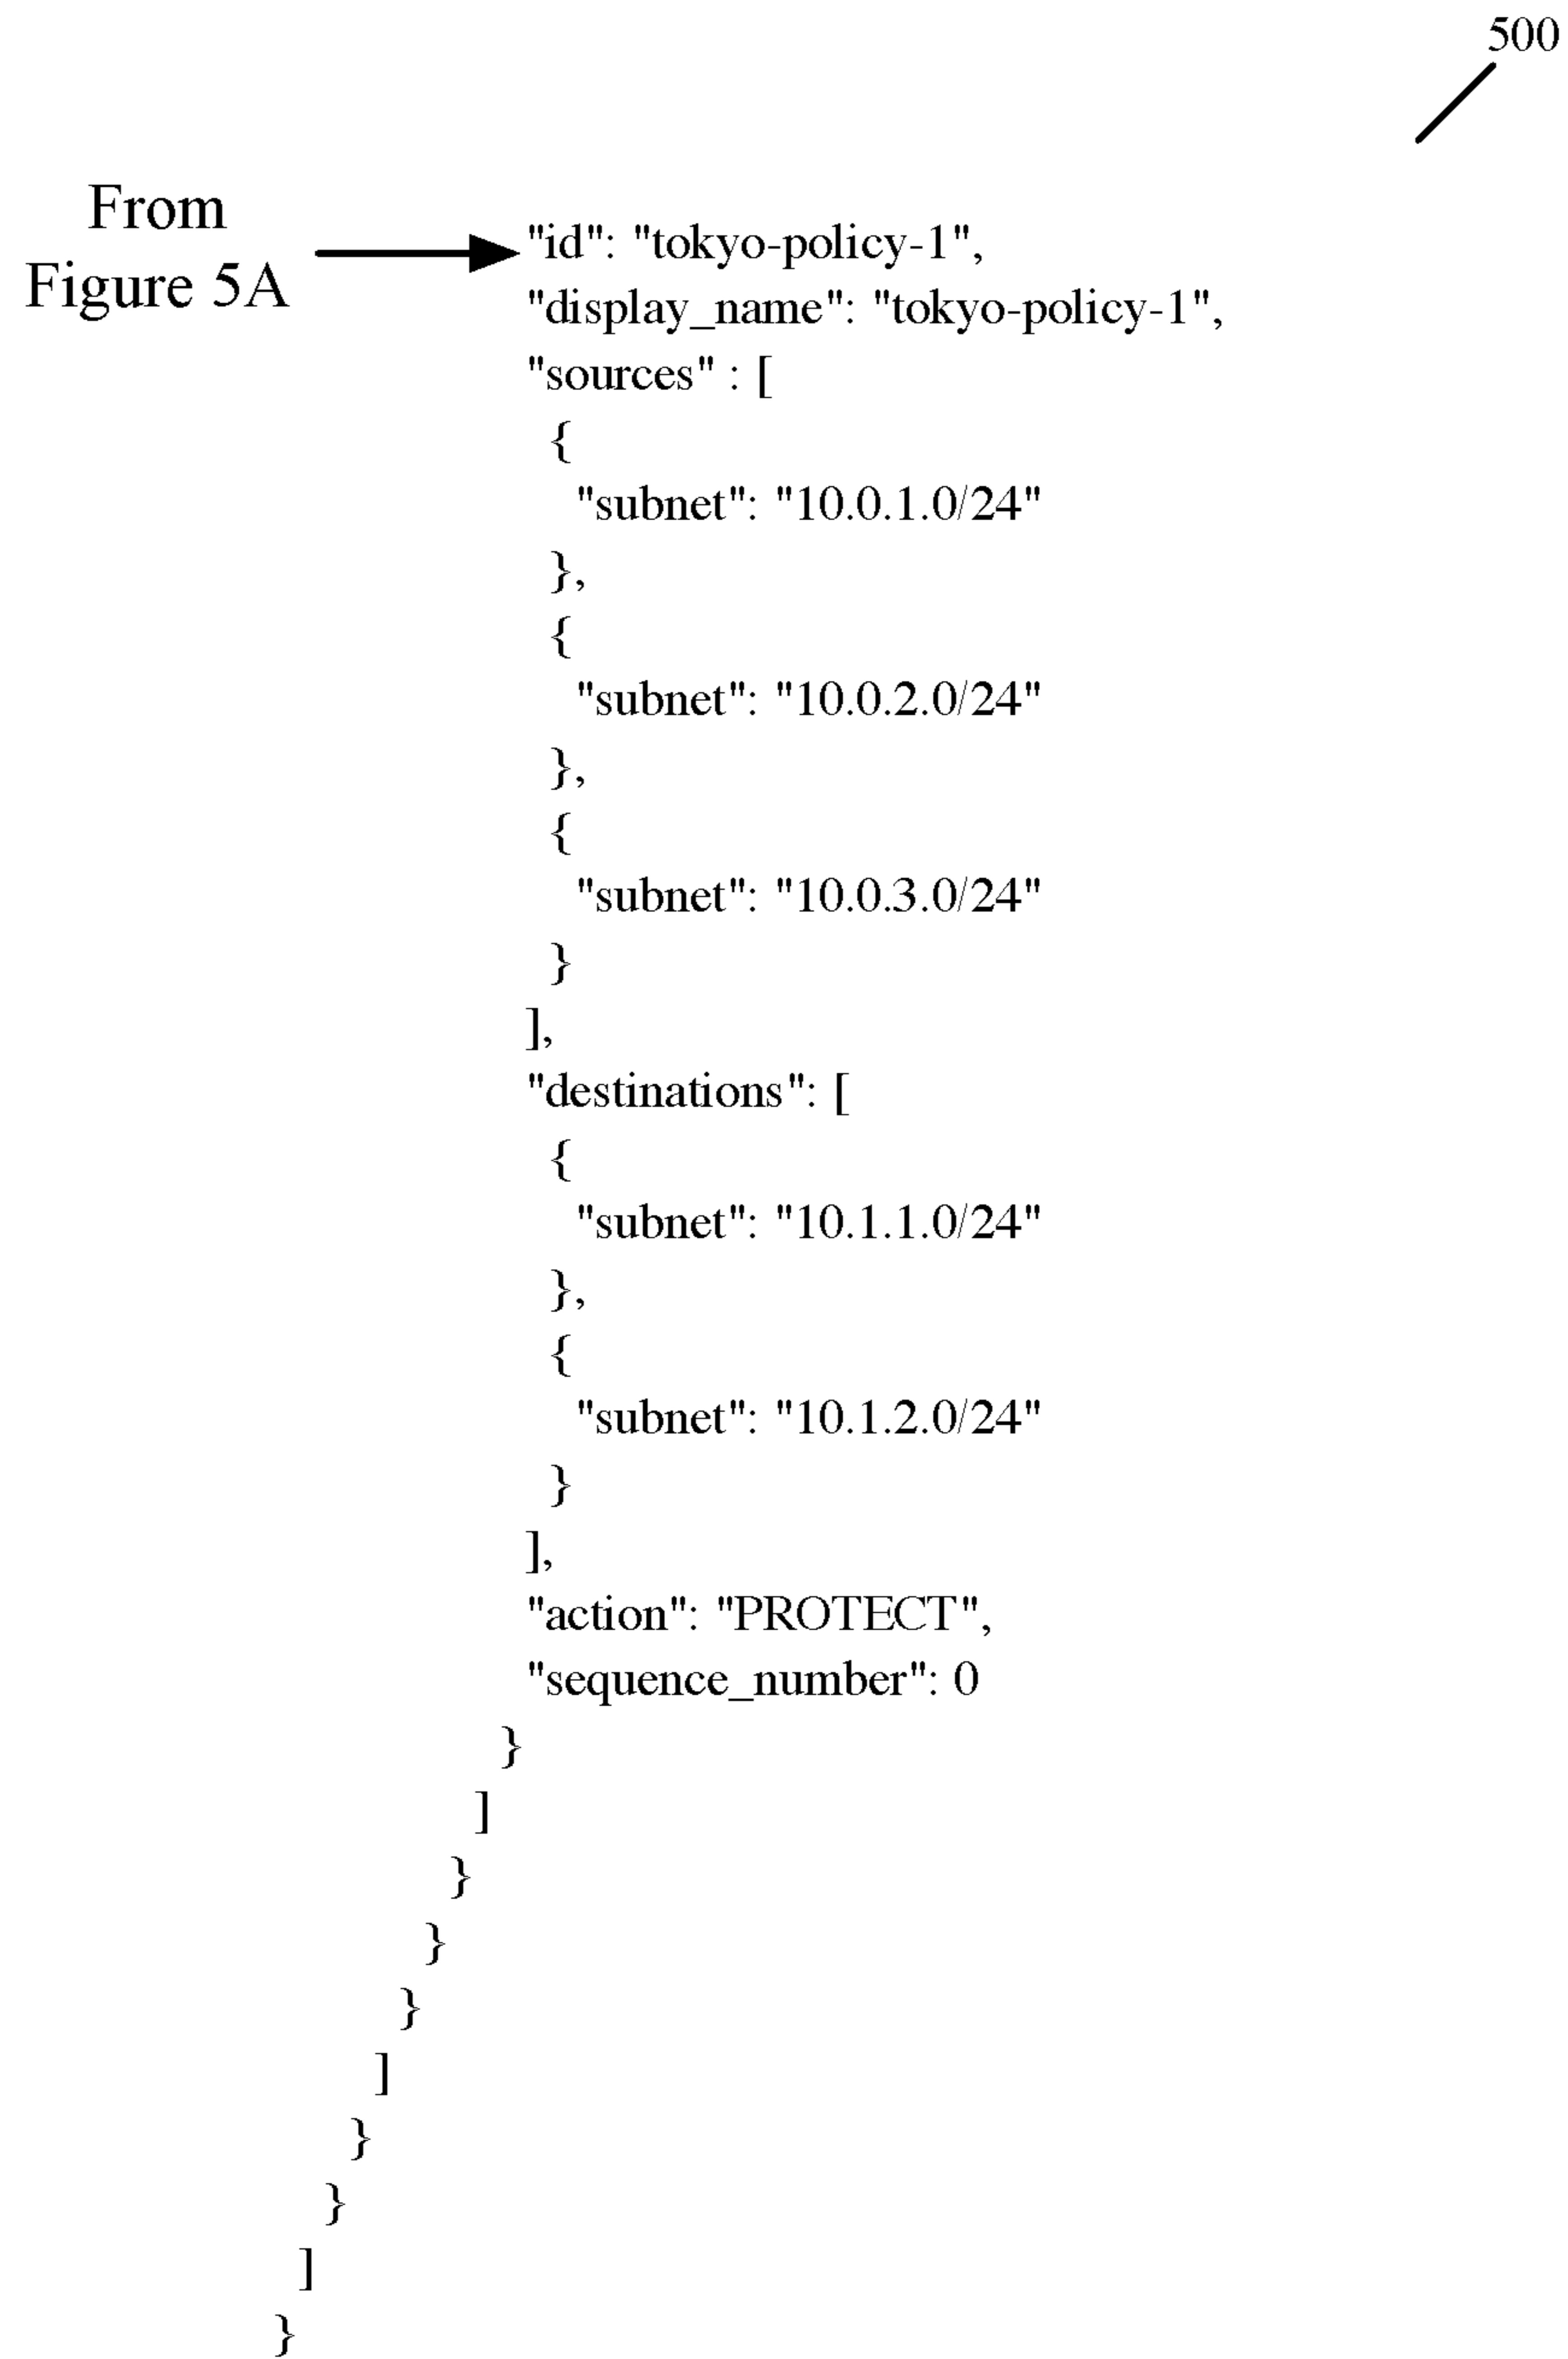 500
From
Figure 5A
"id": "tokyo-policy-1",
"display_name": "tokyo-policy-1",
"sources" : [
{
"subnet": "10.0.1.0/24"
},
{
"subnet": "10.0.2.0/24"
},
{
"subnet": "10.0.3.0/24"
}
],
"destinations": [
{
"subnet": "10.1.1.0/24"
},
{
"subnet": "10.1.2.0/24"
}
],
"action": "PROTECT",
"sequence_number": 0
}
]
}
}
}
]
}
}
]
}